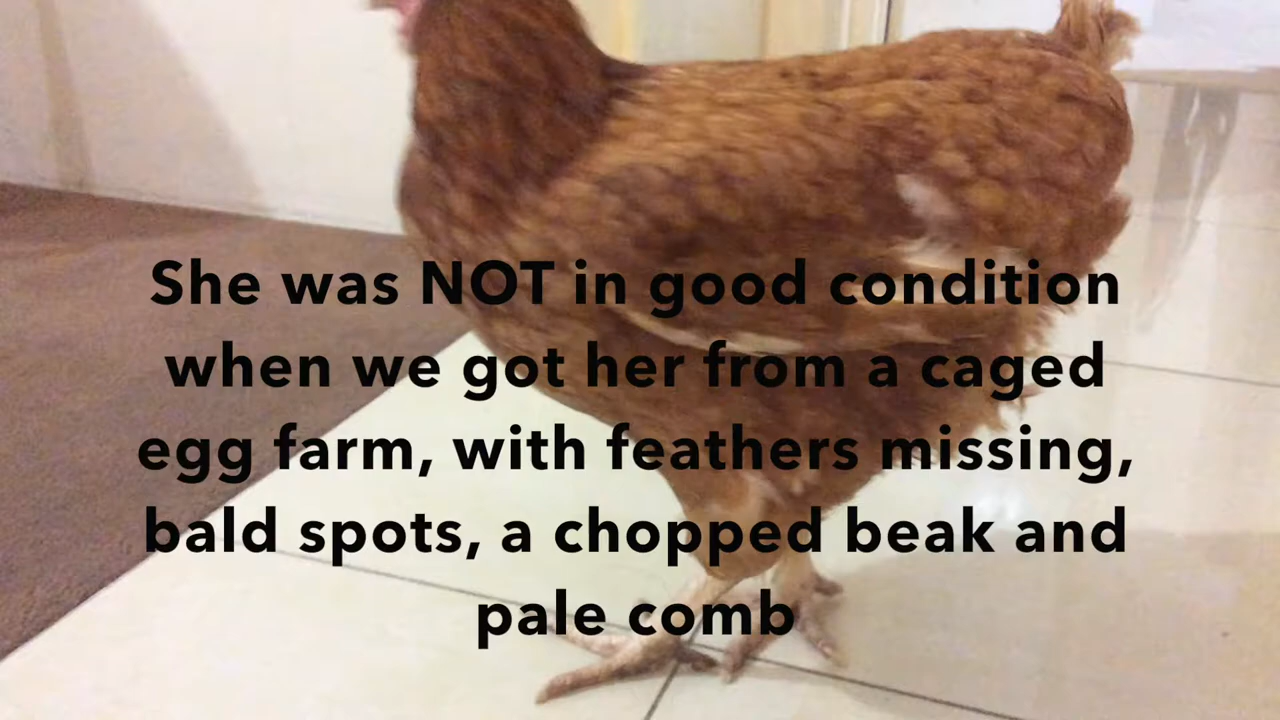 She was NOT in good condition
when we got her from a caged
egg farm, with feathers missing,
bald spots, a chopped beak and
pale comb